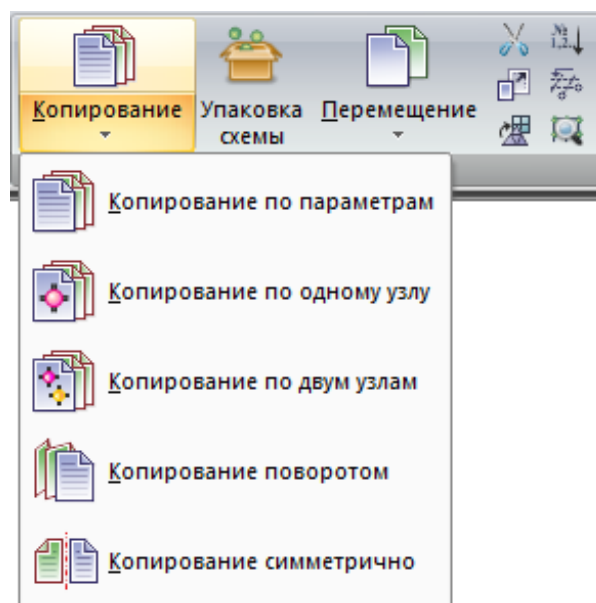 Копирование
Упаковка
схемы
Перемещение
Копирование по параметрам
Копирование по одному узлу
Копирование по двум узлам
Копирование поворотом
Копирование симметрично